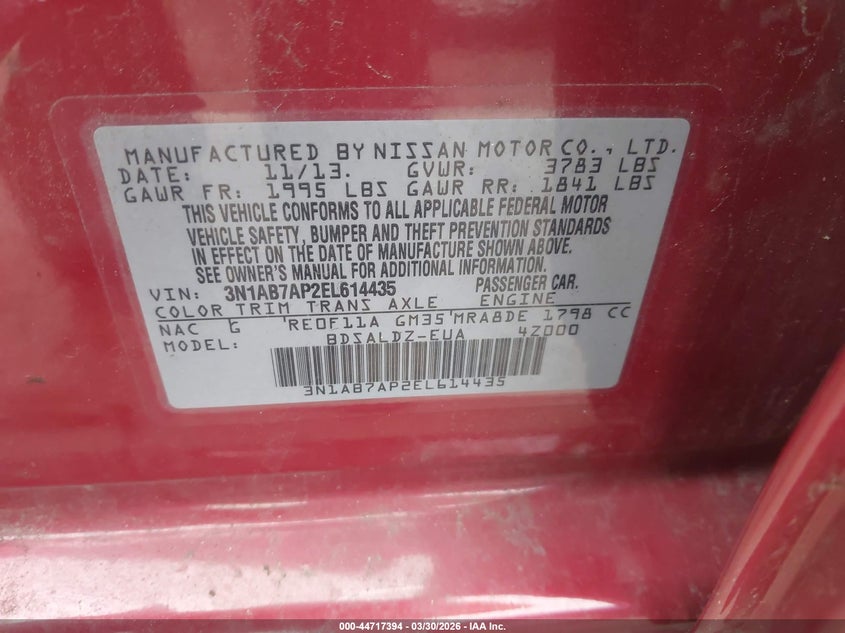 MANUFACTURED BY NISSAN MOTOR CO., LTD.
DATE: 11/13. GVWR: 3783 LBS
GAWR FR: 1995 LBS GAWR RR: 1841 LBS
THIS VEHICLE CONFORMS TO ALL APPLICABLE FEDERAL MOTOR
VEHICLE SAFETY, BUMPER AND THEFT PREVENTION STANDARDS
IN EFFECT ON THE DATE OF MANUFACTURE SHOWN ABOVE.
SEE OWNER'S MANUAL FOR ADDITIONAL INFORMATION.
VIN: 3N1AB7AP2EL614435 PASSENGER CAR.
COLOR TRIM TRANS AXLE ENGINE
NAC G RE0F11A GM35 MRA8DE 1798 CC
MODEL: BDSALDZ-EUA 4Z000
3N1AB7AP2EL614435
000-44717394 - 03/30/2026 - IAA Inc.